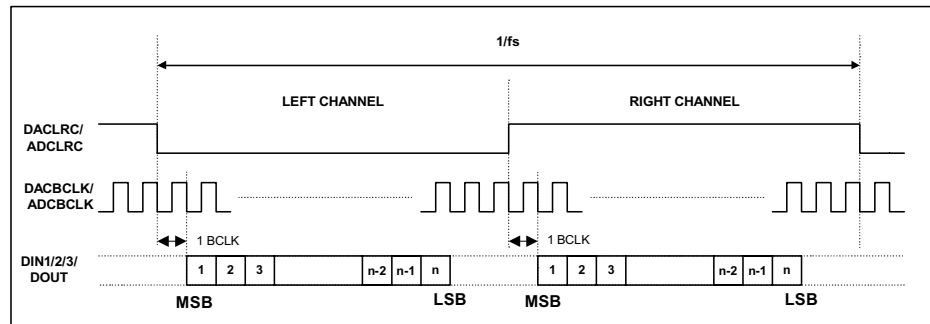 1/fs
LEFT CHANNEL
RIGHT CHANNEL
DACLRC/
ADCLRC
DACBCLK/
ADCBCLK
1 BCLK
1 BCLK
DIN1/2/3/
DOUT
1 2 3 n-2 n-1 n
1 2 3 n-2 n-1 n
MSB LSB MSB LSB